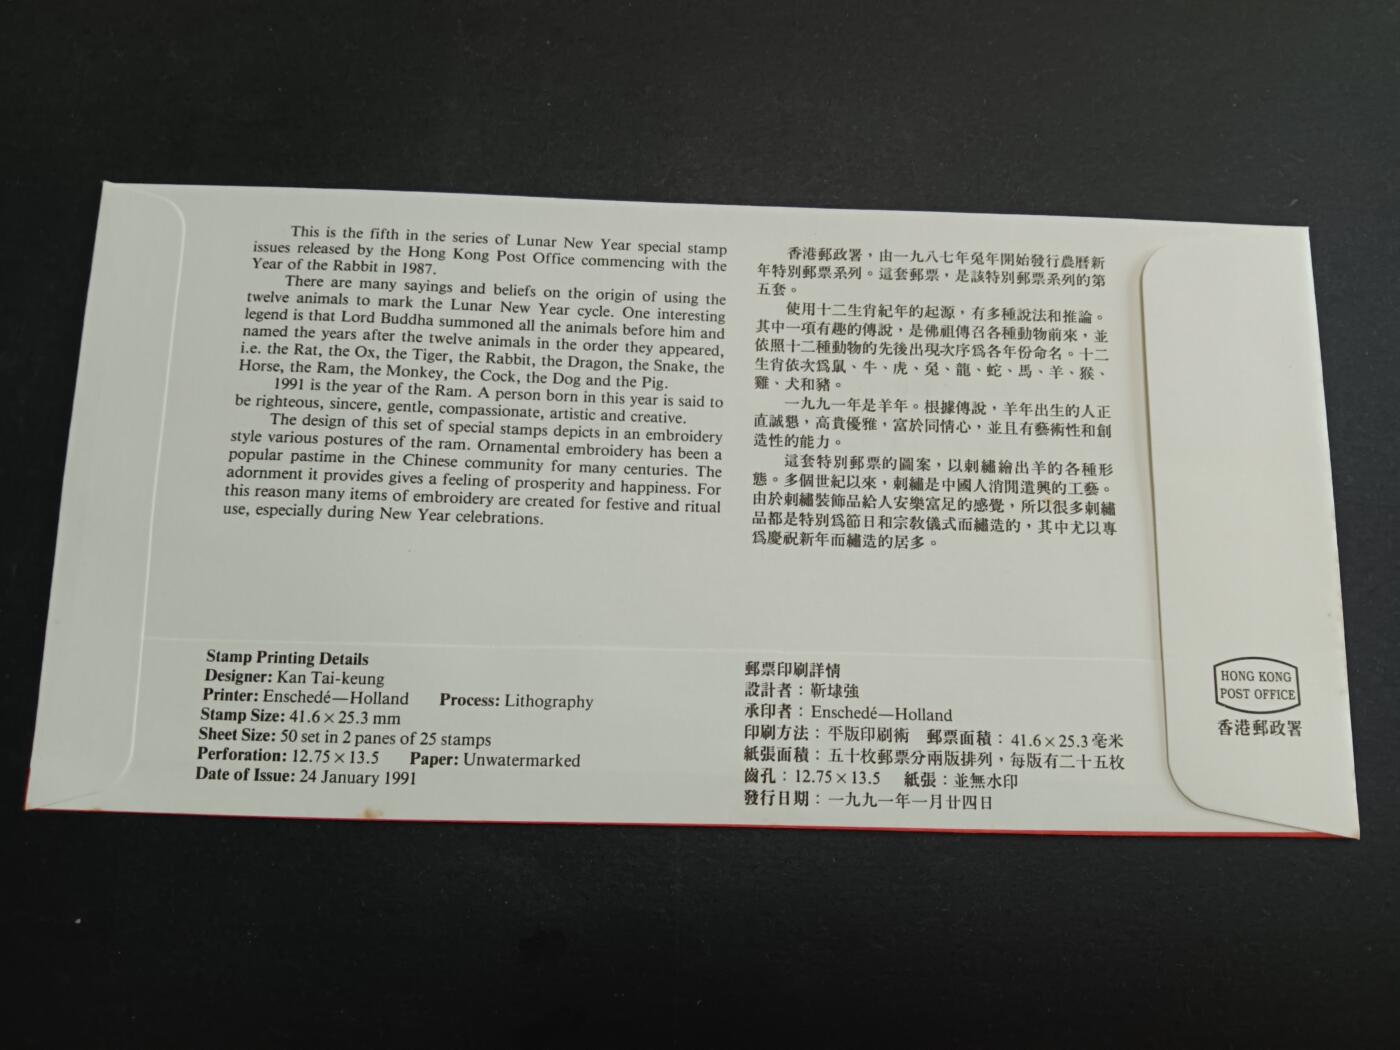 This is the fifth in the series of Lunar New Year special stamp
issues released by the Hong Kong Post Office commencing with the
Year of the Rabbit in 1987.
There are many sayings and beliefs on the origin of using the
twelve animals to mark the Lunar New Year cycle. One interesting
legend is that Lord Buddha summoned all the animals before him and
named the years after the twelve animals in the order they appeared,
i.e. the Rat, the Ox, the Tiger, the Rabbit, the Dragon, the Snake, the
Horse, the Ram, the Monkey, the Cock, the Dog and the Pig.
1991 is the year of the Ram. A person born in this year is said to
be righteous, sincere, gentle, compassionate, artistic and creative.
The design of this set of special stamps depicts in an embroidery
style various postures of the ram. Ornamental embroidery has been a
popular pastime in the Chinese community for many centuries. The
adornment it provides gives a feeling of prosperity and happiness. For
this reason many items of embroidery are created for festive and ritual
use, especially during New Year celebrations.
香港郵政署，由一九八七年兔年開始發行農曆新
年特別郵票系列。這套郵票，是該特別郵票系列的第
五套。
使用十二生肖紀年的起源，有多種說法和推論。
其中一項有趣的傳說，是佛祖傳召各種動物前來，並
依照十二種動物的先後出現次序爲各年份命名。十二
生肖依次爲鼠、牛、虎、兔、龍、蛇、馬、羊、猴、
雞、犬和豬。
一九九一年是羊年。根據傳說，羊年出生的人正
直誠懇，高貴優雅，富於同情心，並且有藝術性和創
造性的能力。
這套特別郵票的圖案，以刺繡繪出羊的各種形
態。多個世紀以來，刺繡是中國人消閒遣興的工藝。
由於刺繡裝飾品給人安樂富足的感覺，所以很多刺繡
品都是特別爲節日和宗教儀式而繡造的，其中尤以專
爲慶祝新年而繡造的居多。
Stamp Printing Details
Designer: Kan Tai-keung
Printer: Enschedé—Holland Process: Lithography
Stamp Size: 41.6 × 25.3 mm
Sheet Size: 50 set in 2 panes of 25 stamps
Perforation: 12.75 × 13.5 Paper: Unwatermarked
Date of Issue: 24 January 1991
郵票印刷詳情
設計者：靳埭強
承印者：Enschedé—Holland
印刷方法：平版印刷術 郵票面積：41.6 × 25.3 毫米
紙張面積：五十枚郵票分兩版排列，每版有二十五枚
齒孔：12.75 × 13.5 紙張：並無水印
發行日期：一九九一年一月廿四日
HONG KONG
POST OFFICE
香港郵政署